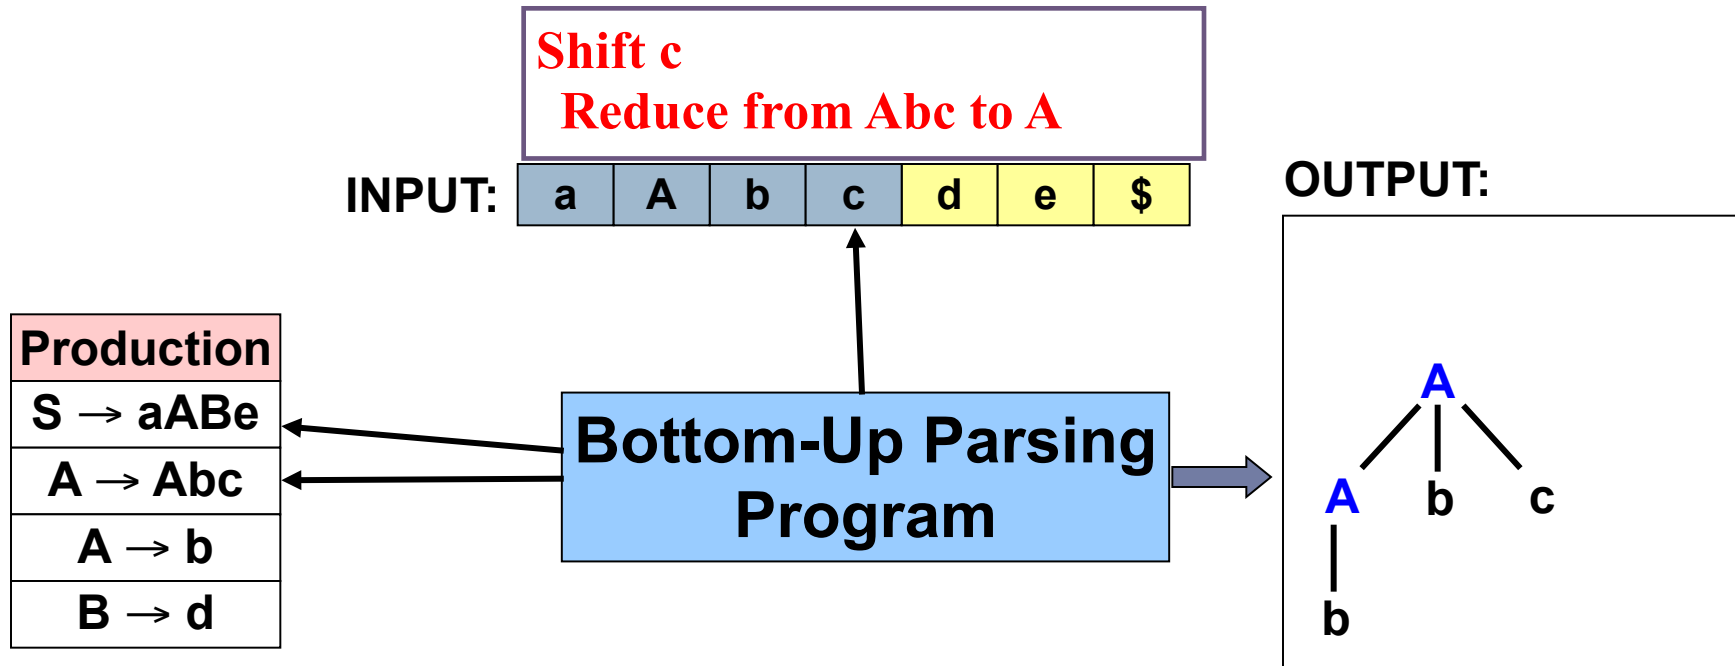 Shift c
Reduce from Abc to A
INPUT: a A b c d e $
OUTPUT:
Production
S → aABe
A → Abc
A → b
B → d
Bottom-Up Parsing
Program
A
A b c
b